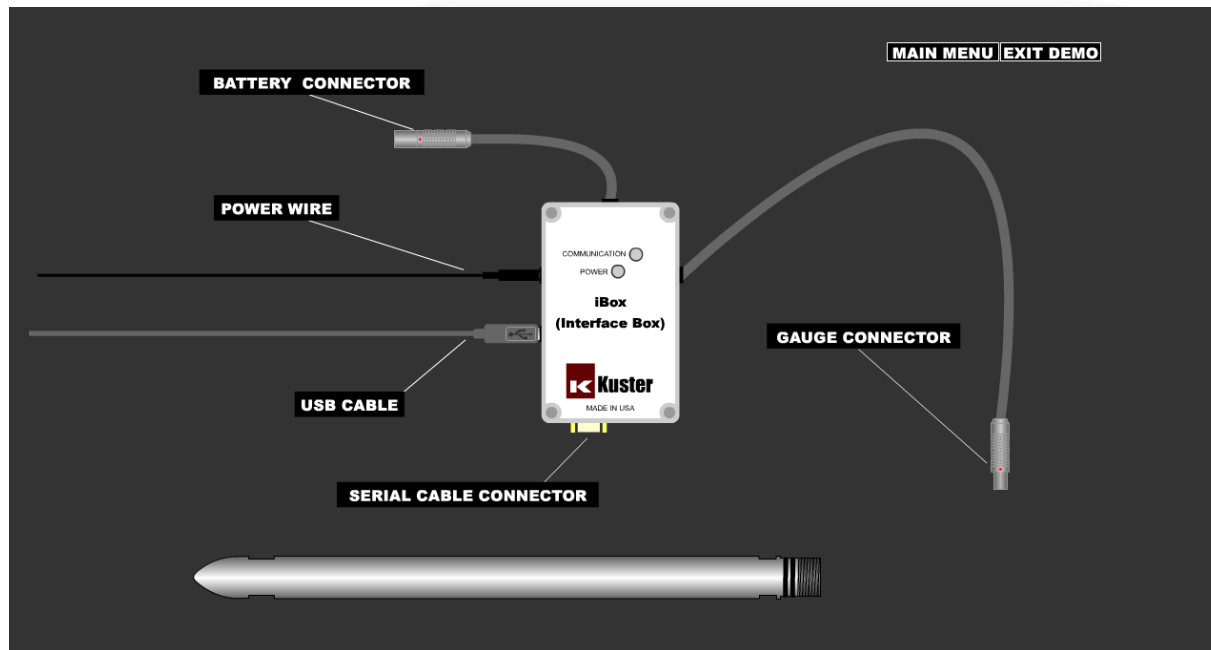 MAIN MENU EXIT DEMO
BATTERY CONNECTOR
POWER WIRE
COMMUNICATION
POWER
iBox
(Interface Box)
GAUGE CONNECTOR
K Kuster
USB CABLE
MADE IN USA
SERIAL CABLE CONNECTOR